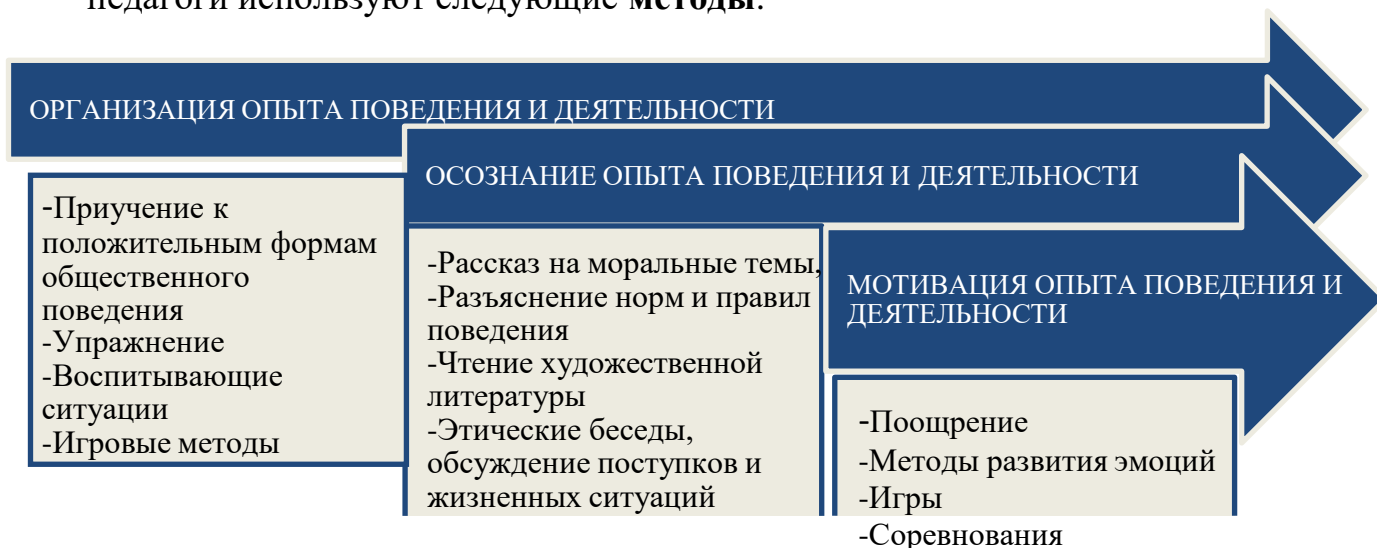 педагоги используют следующие методы:
ОРГАНИЗАЦИЯ ОПЫТА ПОВЕДЕНИЯ И ДЕЯТЕЛЬНОСТИ
-Приучение к
положительным формам
общественного
поведения
-Упражнение
-Воспитывающие
ситуации
-Игровые методы
ОСОЗНАНИЕ ОПЫТА ПОВЕДЕНИЯ И ДЕЯТЕЛЬНОСТИ
-Рассказ на моральные темы,
-Разъяснение норм и правил
поведения
-Чтение художественной
литературы
-Этические беседы,
обсуждение поступков и
жизненных ситуаций
МОТИВАЦИЯ ОПЫТА ПОВЕДЕНИЯ И
ДЕЯТЕЛЬНОСТИ
-Поощрение
-Методы развития эмоций
-Игры
-Соревнования